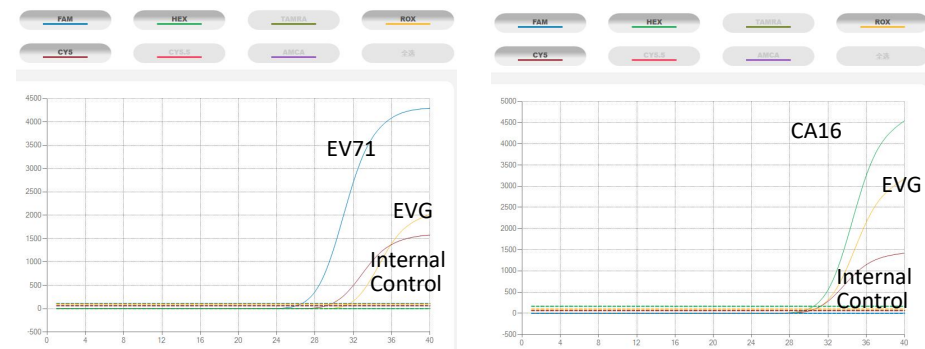 FAM HEX TAMRA ROX
CY5 CY5.5 AMCA
4500
4000
3500
3000
2500
2000
1500
1000
500
0
-500
0 4 8 12 16 20 24 28 32 36 40
EV71
EVG
Internal
Control
FAM HEX TAMRA ROX
CY5 CY5.5 AMCA
5000
4500
4000
3500
3000
2500
2000
1500
1000
500
0
-500
0 4 8 12 16 20 24 28 32 36 40
CA16
EVG
Internal
Control